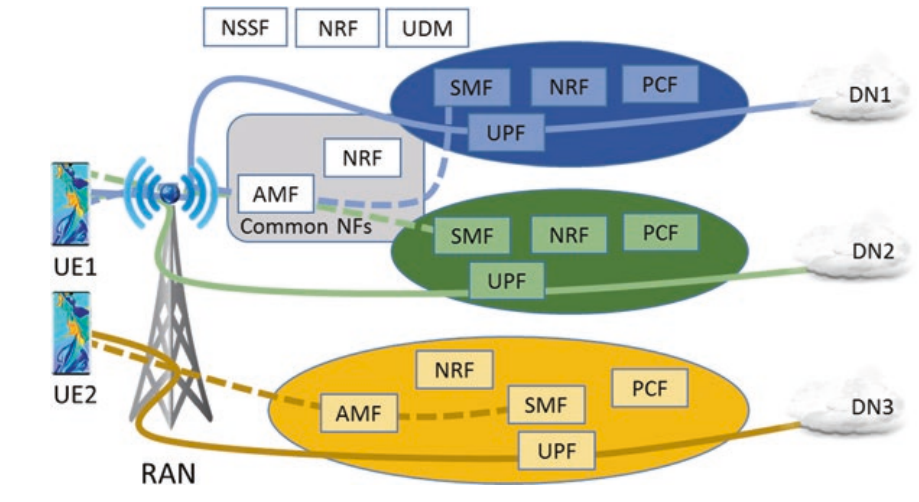 NSSF NRF UDM
SMF NRF PCF
DN1
UPF
NRF
AMF
Common NFs
UE1
SMF NRF PCF
DN2
UPF
UE2
NRF
PCF
AMF
SMF
DN3
UPF
RAN